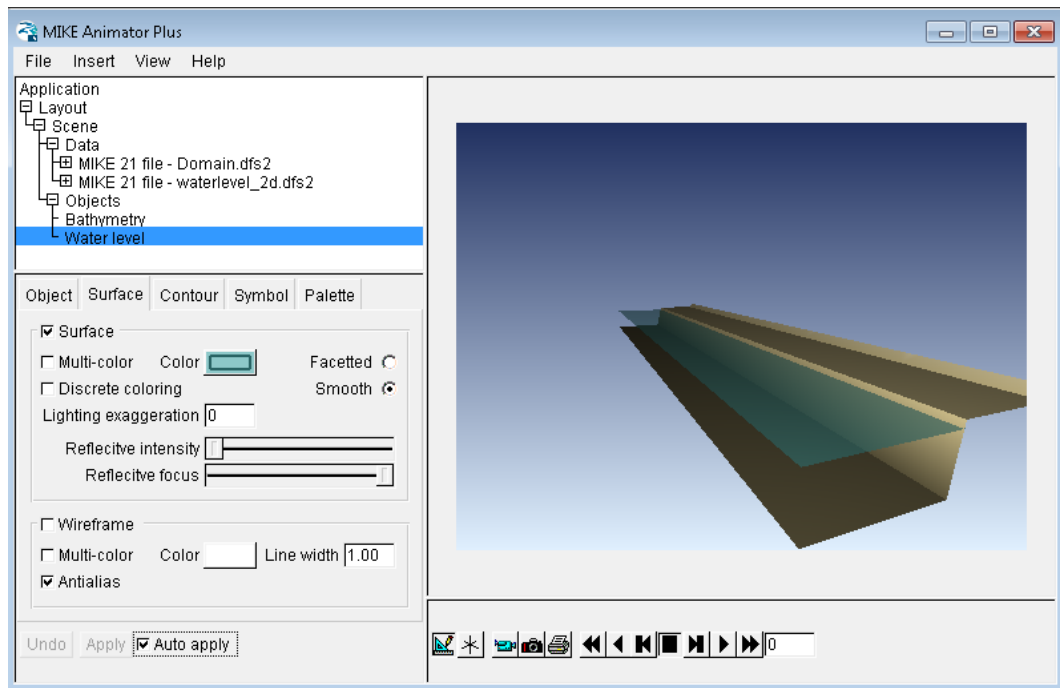 MIKE Animator Plus
File Insert View Help
Application
Layout
Scene
Data
MIKE 21 file - Domain.dfs2
MIKE 21 file - waterlevel_2d.dfs2
Objects
Bathymetry
Water level
Object Surface Contour Symbol Palette
Surface
Multi-color Color Facetted
Discrete coloring Smooth
Lighting exaggeration 0
Reflecitve intensity
Reflecitve focus
Wireframe
Multi-color Color Line width 1.00
Antialias
Undo Apply Auto apply 0